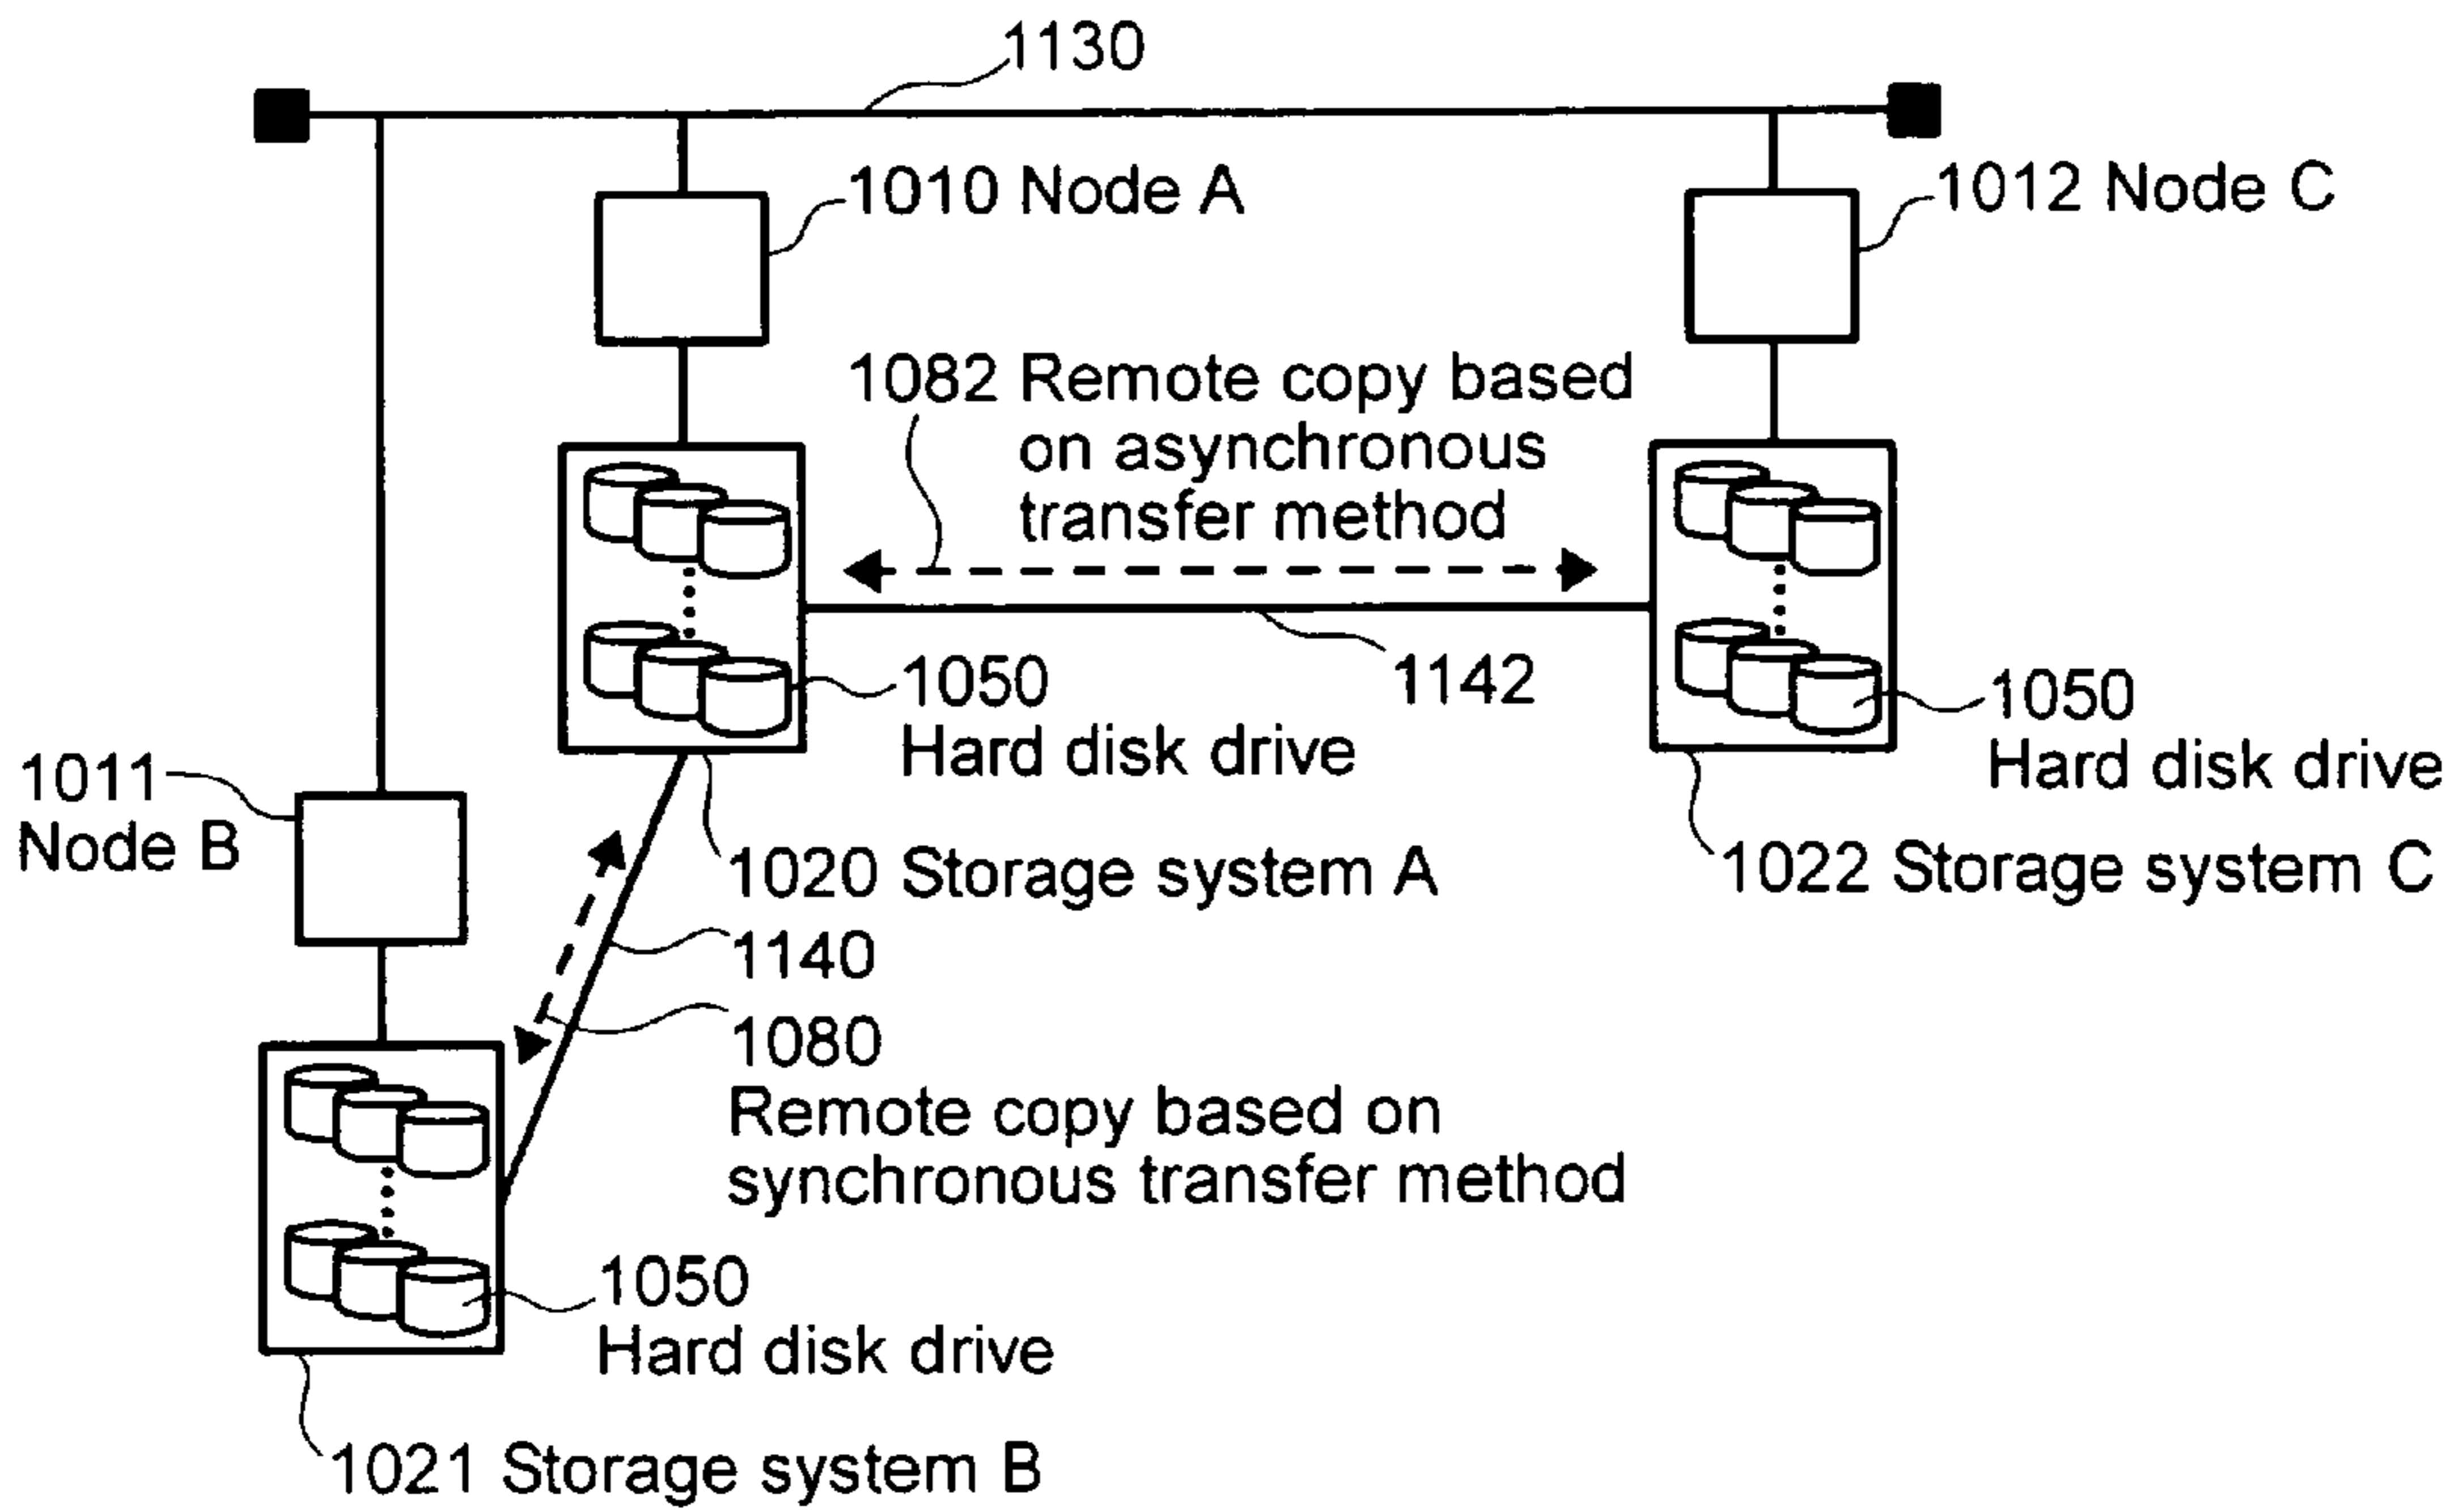 1130
1010 Node A
1012 Node C
1082 Remote copy based
on asynchronous
transfer method
1050
Hard disk drive
1142
1050
Hard disk drive
1011
Node B
1020 Storage system A
1022 Storage system C
1140
1080
Remote copy based on
synchronous transfer method
1050
Hard disk drive
1021 Storage system B